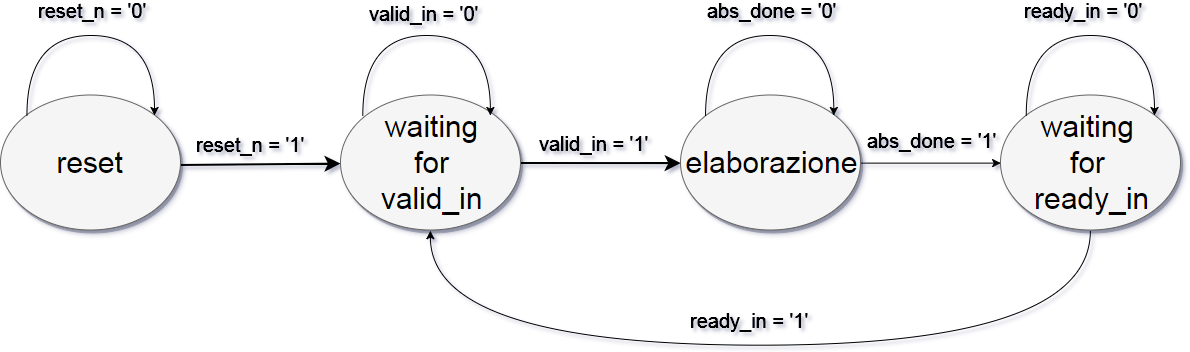 reset_n = '0'
valid_in = '0'
abs_done = '0'
ready_in = '0'
reset
reset_n = '1'
waiting
for
valid_in
valid_in = '1'
elaborazione
abs_done = '1'
waiting
for
ready_in
ready_in = '1'